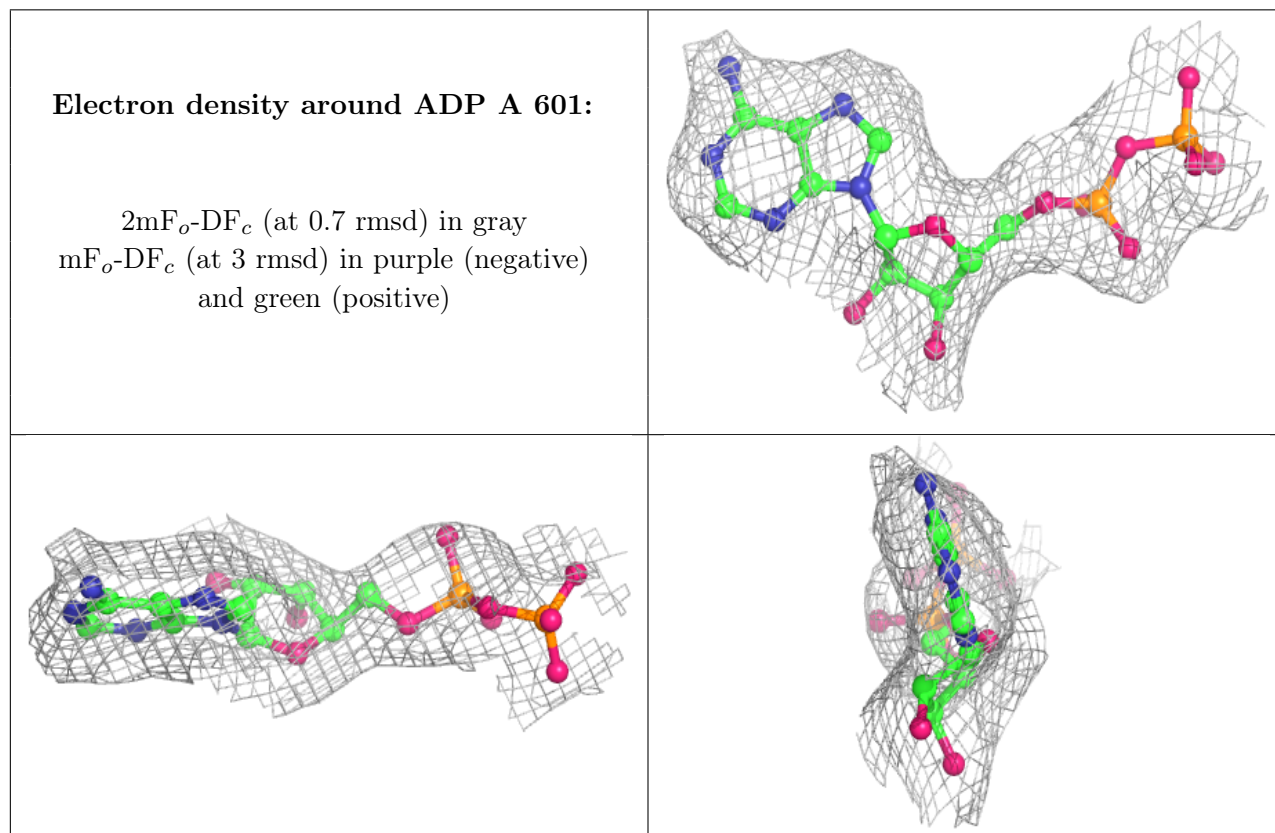 Electron density around ADP A 601:
2mFo-DFc (at 0.7 rmsd) in gray
mFo-DFc (at 3 rmsd) in purple (negative)
and green (positive)